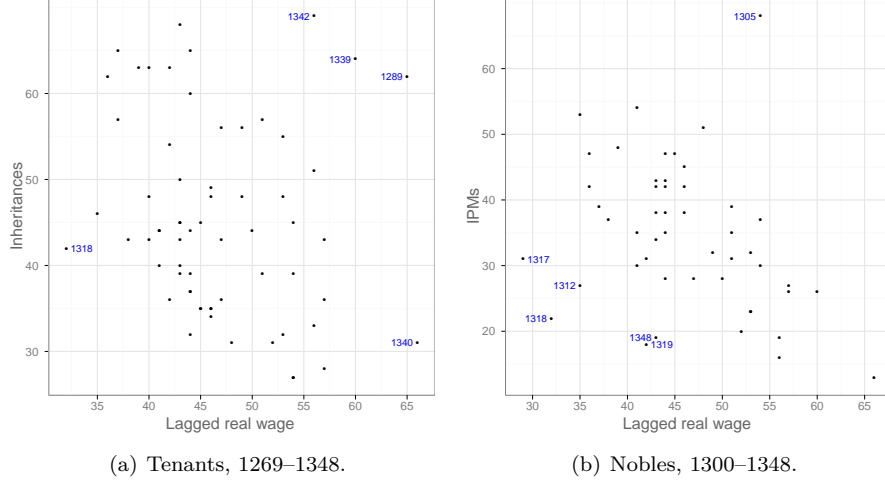 1342
1339
1289
60
50
1318
40
1340
30
35 40 45 50 55 60 65
Lagged real wage
Inheritances
(a) Tenants, 1269–1348.
1305
60
50
40
1317
30
1312
1318
1348
1319
20
30 35 40 45 50 55 60 65
Lagged real wage
IPMs
(b) Nobles, 1300–1348.